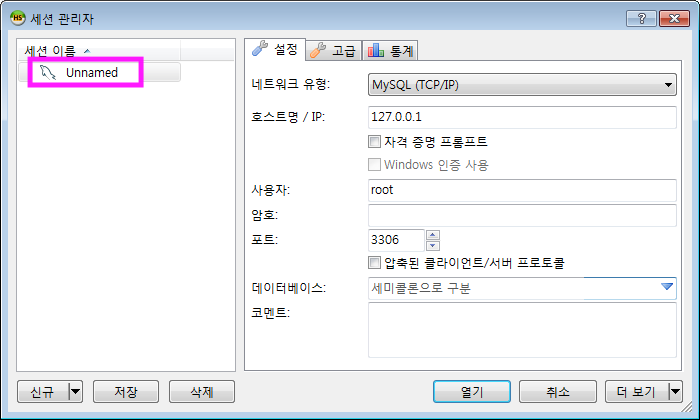 HS 세션 관리자
세션 이름
Unnamed
설정 고급 통계
네트워크 유형: MySQL (TCP/IP)
호스트명 / IP: 127.0.0.1
자격 증명 프롬프트
Windows 인증 사용
사용자: root
암호:
포트: 3306
압축된 클라이언트/서버 프로토콜
데이터베이스: 세미콜론으로 구분
코멘트:
신규 저장 삭제 열기 취소 더 보기